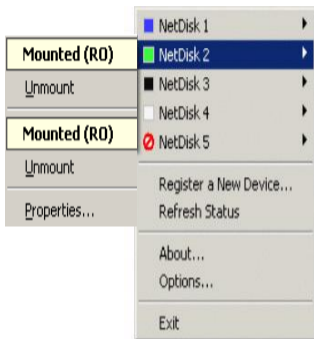 NetDisk 1
NetDisk 2
NetDisk 3
NetDisk 4
NetDisk 5
Register a New Device...
Refresh Status
About...
Options...
Exit
Mounted (RO)
Unmount
Mounted (RO)
Unmount
Properties...